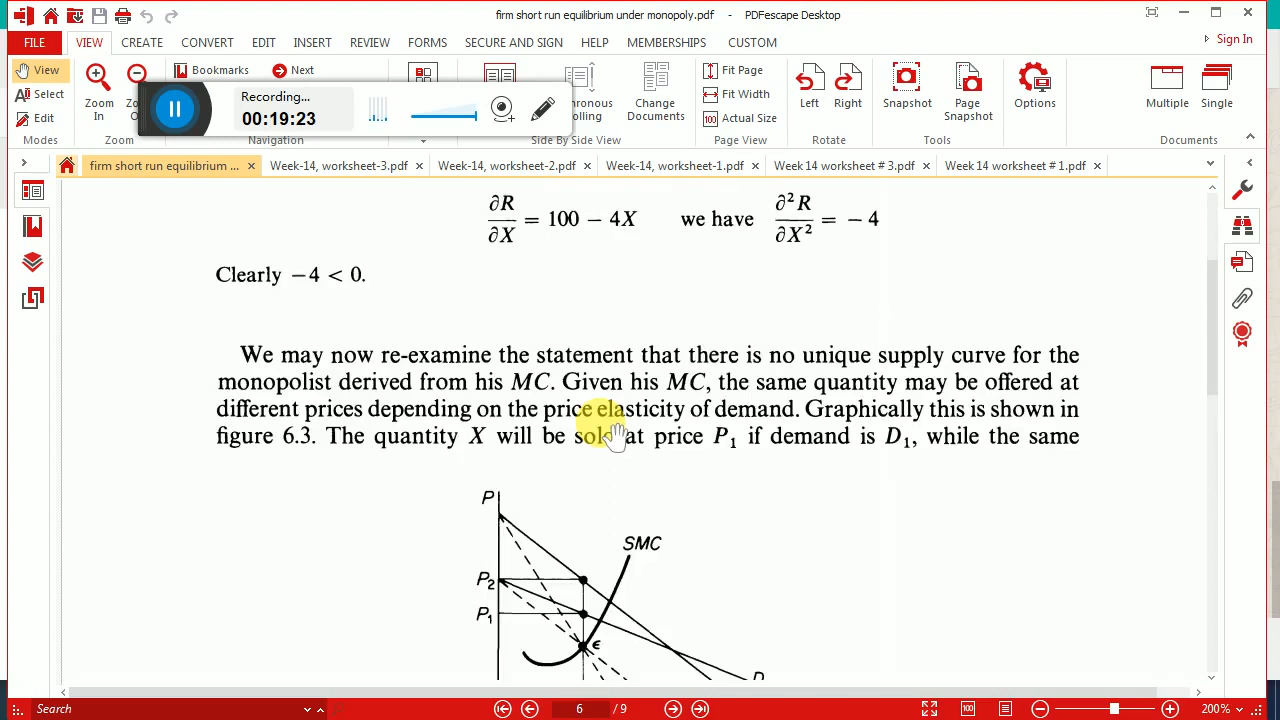 firm short run equilibrium under monopoly.pdf - PDFescape Desktop
FILE VIEW CREATE CONVERT EDIT INSERT REVIEW FORMS SECURE AND SIGN HELP MEMBERSHIPS CUSTOM
Sign In
View
Select
Edit
Modes
Zoom In
Zoom
Bookmarks Next
Navigation
Recording...
00:19:23
Side By Side
Change Documents
Fit Page
Fit Width
Actual Size
Page View
Left Right
Rotate
Snapshot
Page Snapshot
Options
Tools
Multiple Single
Documents
firm short run equilibrium ... Week-14, worksheet-3.pdf Week-14, worksheet-2.pdf Week-14, worksheet-1.pdf Week 14 worksheet # 3.pdf Week 14 worksheet # 1.pdf
∂R/∂X = 100 − 4X we have ∂²R/∂X² = − 4
Clearly −4 < 0.
We may now re-examine the statement that there is no unique supply curve for the
monopolist derived from his MC. Given his MC, the same quantity may be offered at
different prices depending on the price elasticity of demand. Graphically this is shown in
figure 6.3. The quantity X will be sold at price P₁ if demand is D₁, while the same
P
SMC
P₂
P₁
ϵ
Search
6 / 9
200%